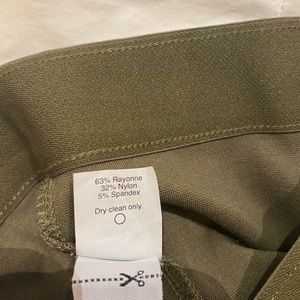 63% Rayonne
32% Nylon
5% Spandex
Dry clean only.